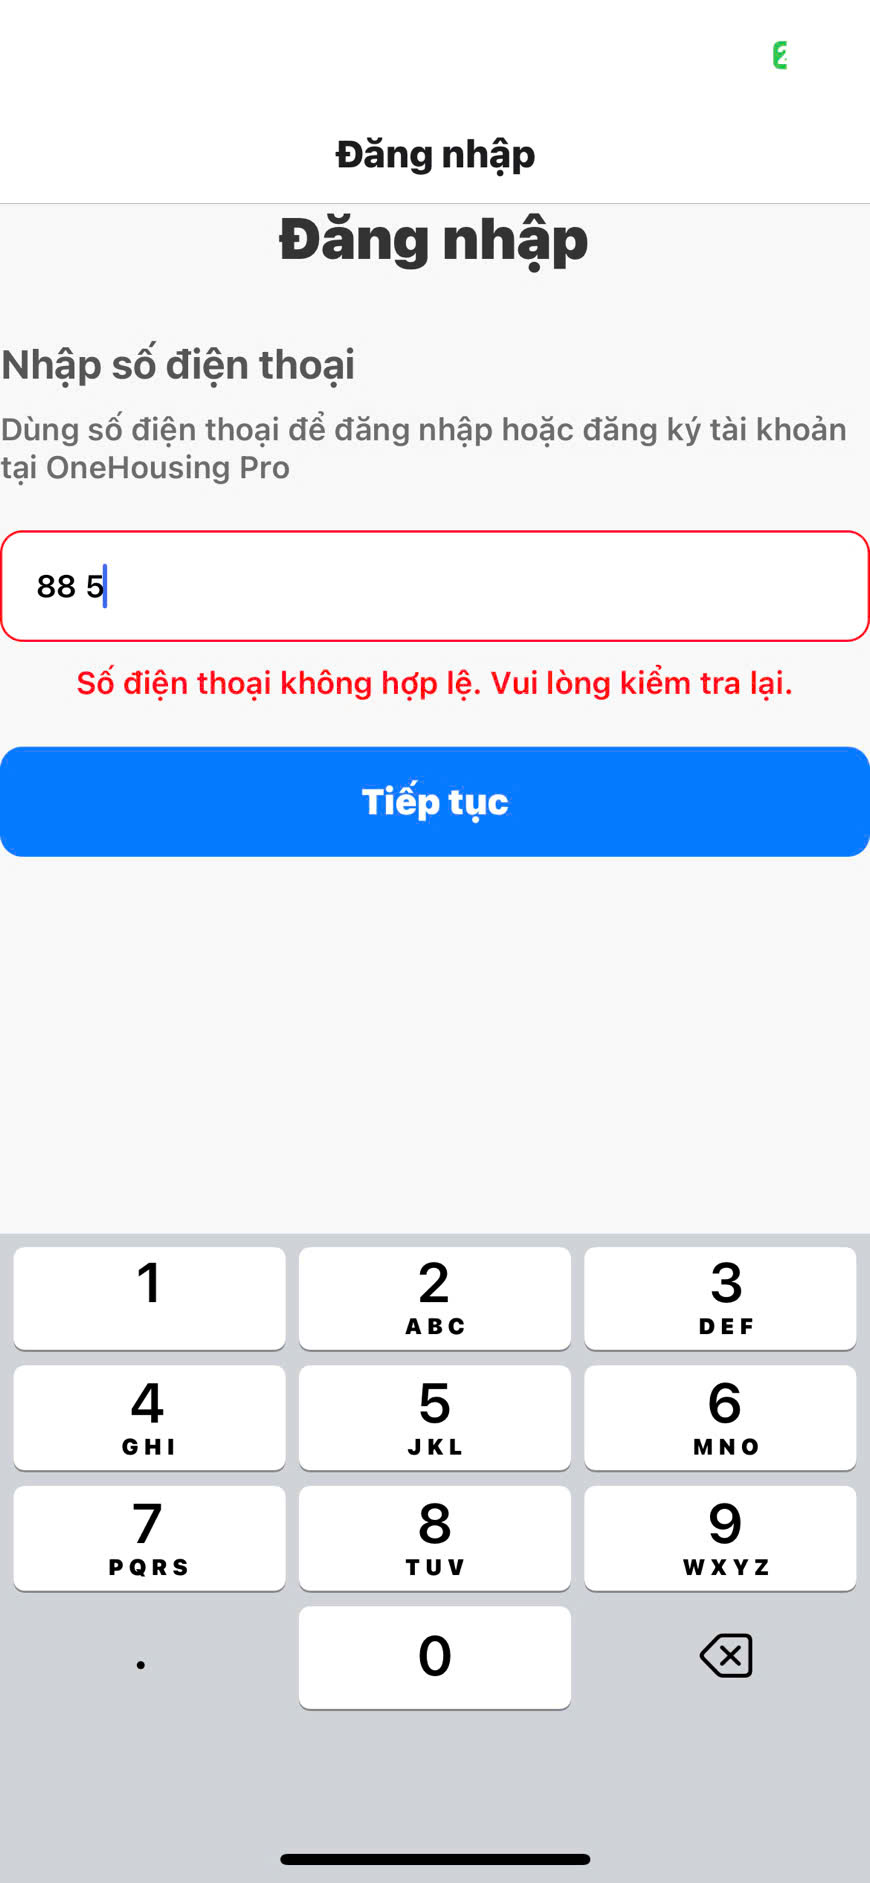 Đăng nhập
Đăng nhập
Nhập số điện thoại
Dùng số điện thoại để đăng nhập hoặc đăng ký tài khoản
tại OneHousing Pro
88 5
Số điện thoại không hợp lệ. Vui lòng kiểm tra lại.
Tiếp tục
1 2 3
ABC DEF
4 5 6
GHI JKL MNO
7 8 9
PQRS TUV WXYZ
. 0